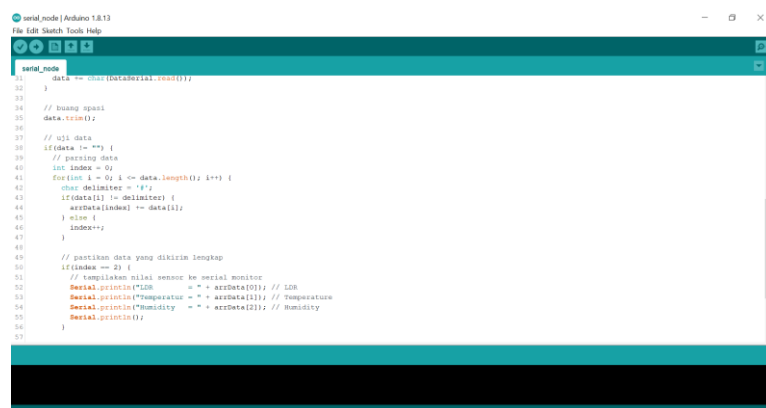 serial_node | Arduino 1.8.13
File Edit Sketch Tools Help
serial_node
31 data += char(DataSerial.read());
32 }
33
34 // buang spasi
35 data.trim();
36
37 // uji data
38 if(data != "") {
39 // parsing data
40 int index = 0;
41 for(int i = 0; i <= data.length(); i++) {
42 char delimiter = '#';
43 if(data[i] != delimiter) {
44 arrData[index] += data[i];
45 } else {
46 index++;
47 }
48
49 // pastikan data yang dikirim lengkap
50 if(index == 2) {
51 // tampilakan nilai sensor ke serial monitor
52 Serial.println("LDR = " + arrData[0]); // LDR
53 Serial.println("Temperatur = " + arrData[1]); // Temperature
54 Serial.println("Humidity = " + arrData[2]); // Humidity
55 Serial.println();
56 }
57